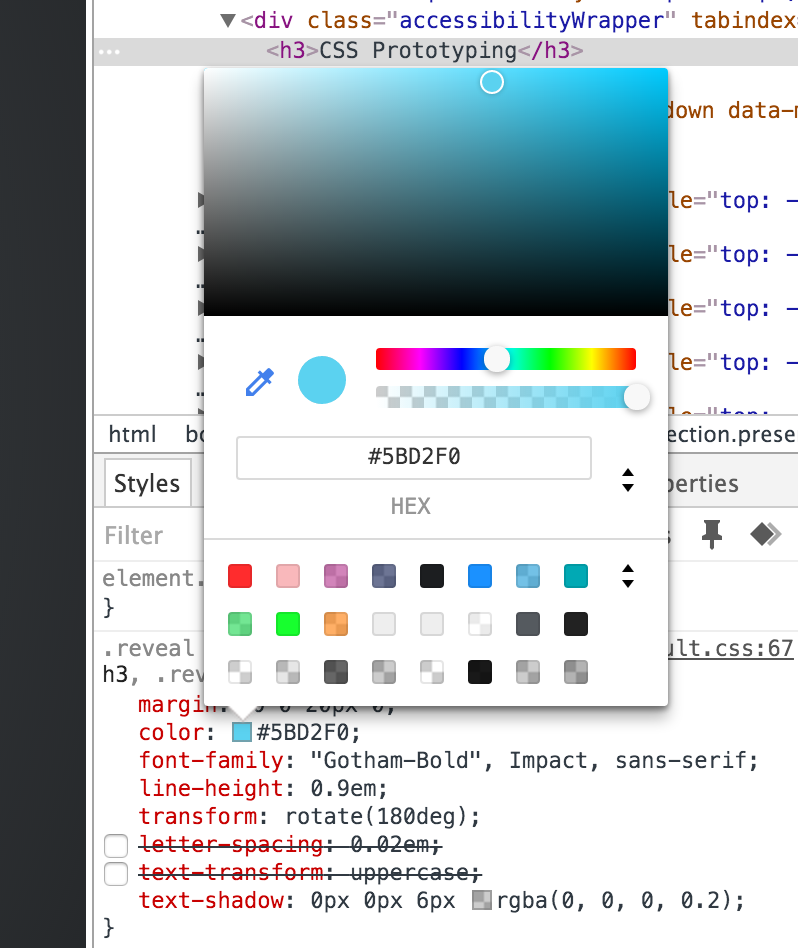 ▼<div class="accessibilityWrapper" tabindex=
<h3>CSS Prototyping</h3>
down data-m
le="top: –
le="top: –
le="top: –
le="top: –
html
ection.prese
#5BD2F0
HEX
Styles
perties
Filter
element.
}
.reveal
ult.css:67
h3, .rev
margin: 0 0 20px 0;
color: #5BD2F0;
font-family: "Gotham-Bold", Impact, sans-serif;
line-height: 0.9em;
transform: rotate(180deg);
letter-spacing: 0.02em;
text-transform: uppercase;
text-shadow: 0px 0px 6px rgba(0, 0, 0, 0.2);
}